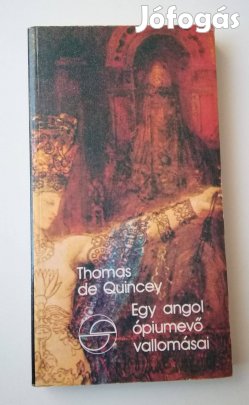 Jófogás
Thomas
de Quincey
Egy angol
ópiumevő
vallomásai